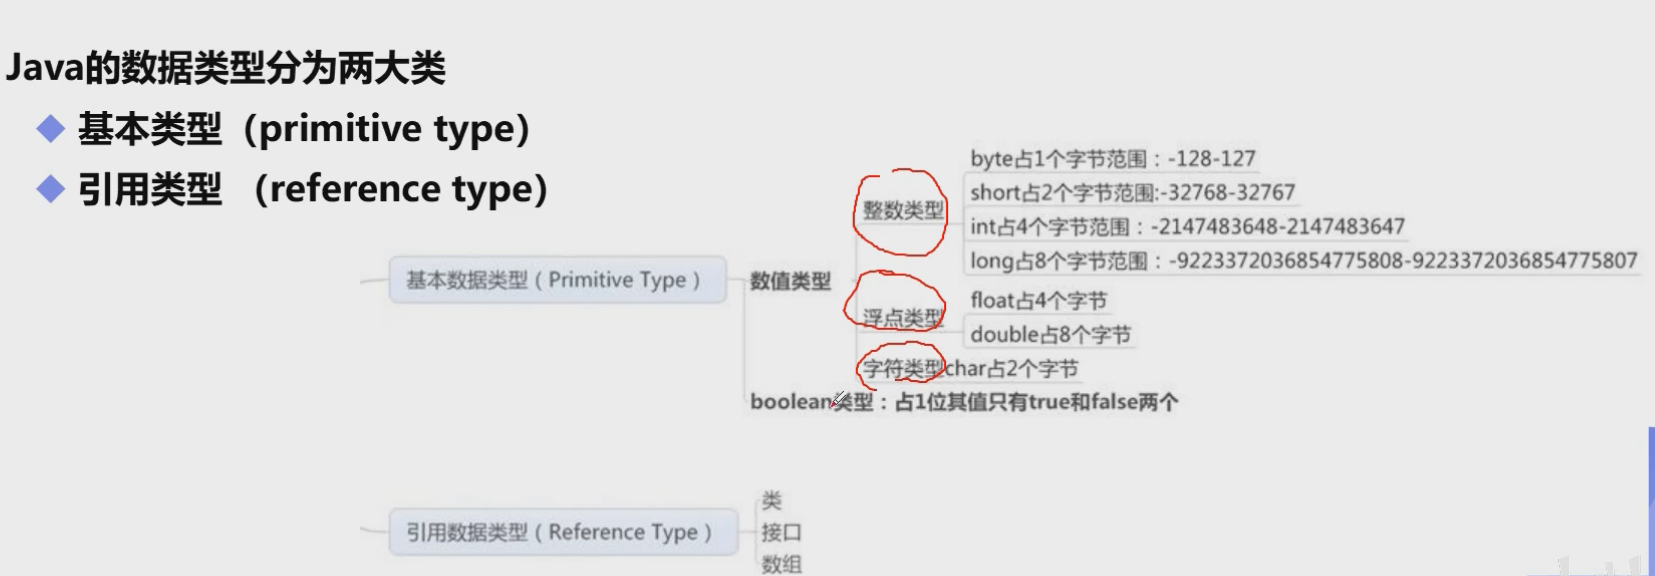 Java的数据类型分为两大类
基本类型（primitive type）
引用类型 （reference type）
基本数据类型 ( Primitive Type )
数值类型
整数类型
byte占1个字节范围：-128-127
short占2个字节范围:-32768-32767
int占4个字节范围：-2147483648-2147483647
long占8个字节范围：-9223372036854775808-9223372036854775807
浮点类型
float占4个字节
double占8个字节
字符类型char占2个字节
boolean类型：占1位其值只有true和false两个
引用数据类型 ( Reference Type )
类
接口
数组